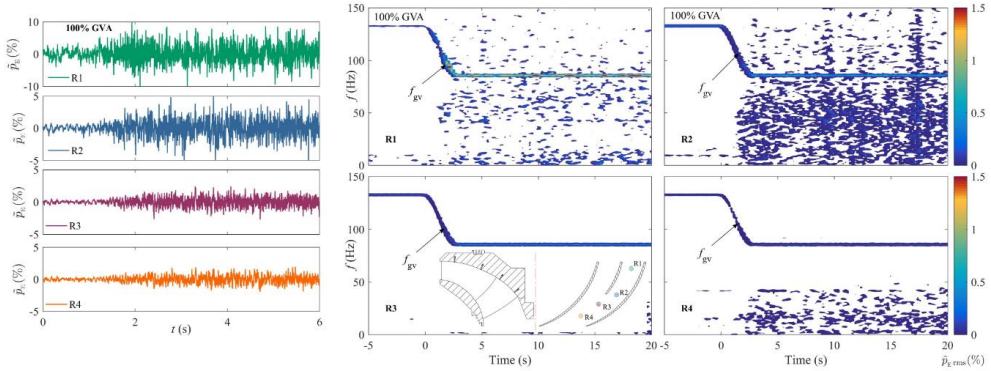 100% GVA
10
0
-10
p̃E(%)
R1
5
0
-5
p̃E(%)
R2
5
0
-5
p̃E(%)
R3
5
0
-5
p̃E(%)
R4
0
2
4
6
t (s)
150
100
50
0
f (Hz)
100% GVA
fgv
R1
100% GVA
fgv
R2
1.5
1
0.5
0
150
100
50
0
f (Hz)
fgv
R3
R1
R2
R3
R4
-5
0
5
10
15
20
Time (s)
fgv
R4
-5
0
5
10
15
20
Time (s)
1.5
1
0.5
0
p̃E rms(%)